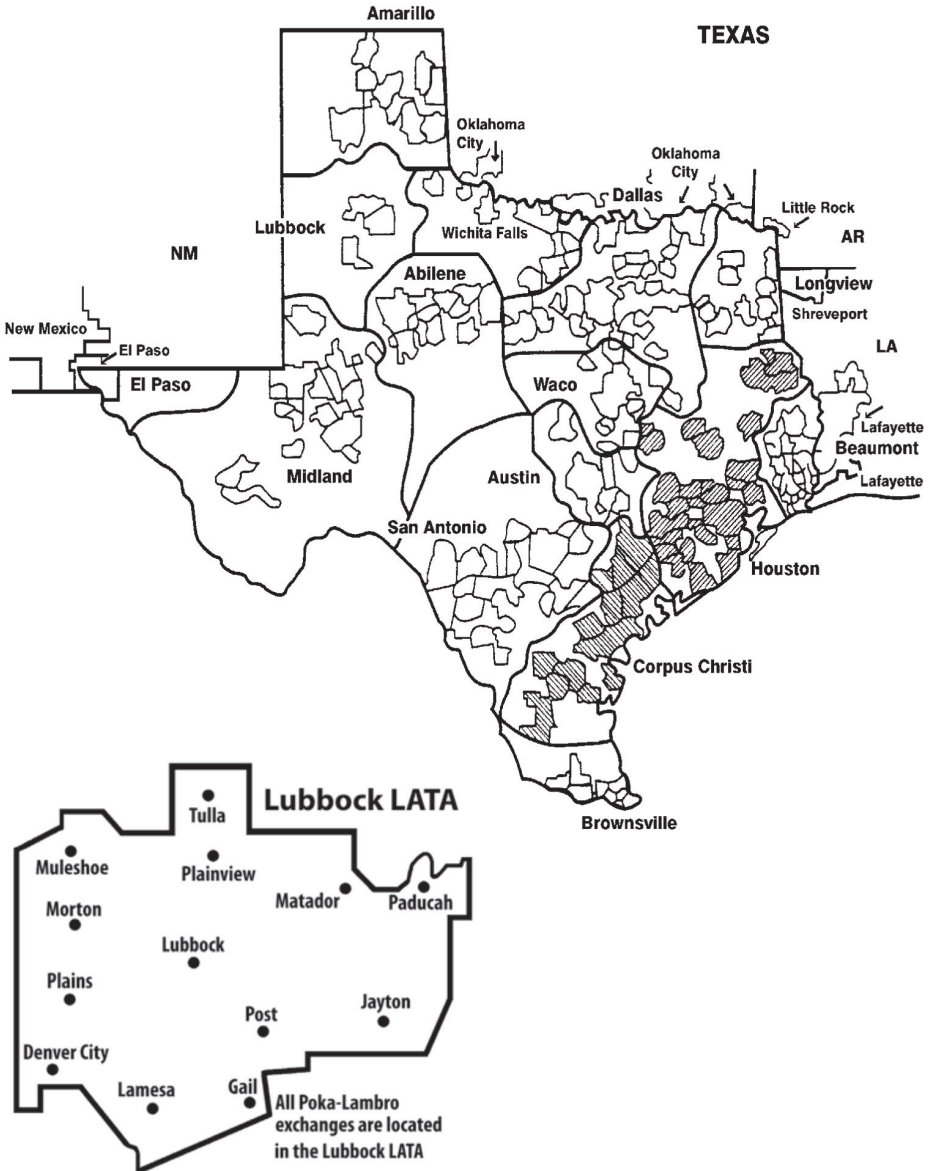 Amarillo
TEXAS
Oklahoma
City
Oklahoma
City
Dallas
Little Rock
Lubbock
Wichita Falls
AR
NM
Abilene
Longview
Shreveport
New Mexico
El Paso
LA
El Paso
Waco
Lafayette
Beaumont
Midland
Austin
Lafayette
San Antonio
Houston
Corpus Christi
Brownsville
Lubbock LATA
Tulla
Muleshoe
Plainview
Matador
Paducah
Morton
Lubbock
Plains
Post
Jayton
Denver City
Lamesa
Gail
All Poka-Lambro
exchanges are located
in the Lubbock LATA